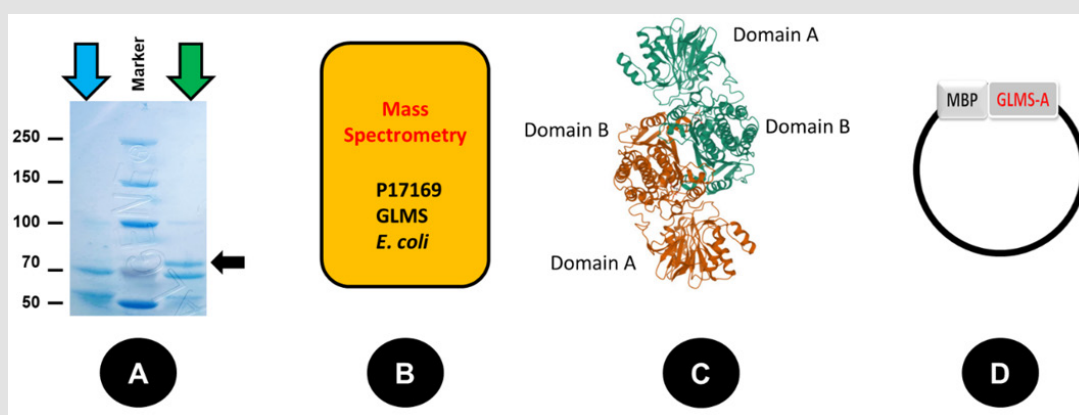 Marker
250
150
100
70
50
A
Mass
Spectrometry
P17169
GLMS
E. coli
B
Domain A
Domain B
Domain B
Domain A
C
MBP GLMS-A
D